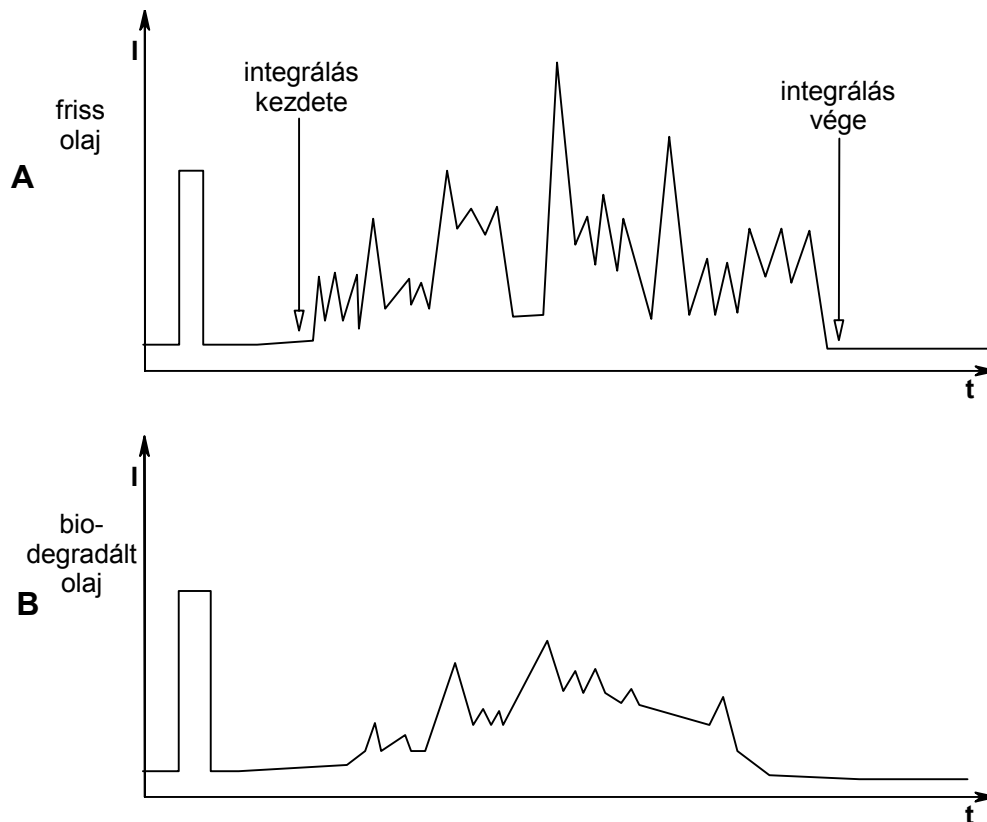 I
integrálás
kezdete
integrálás
vége
friss
olaj
A
t
I
bio-
degradált
olaj
B
t